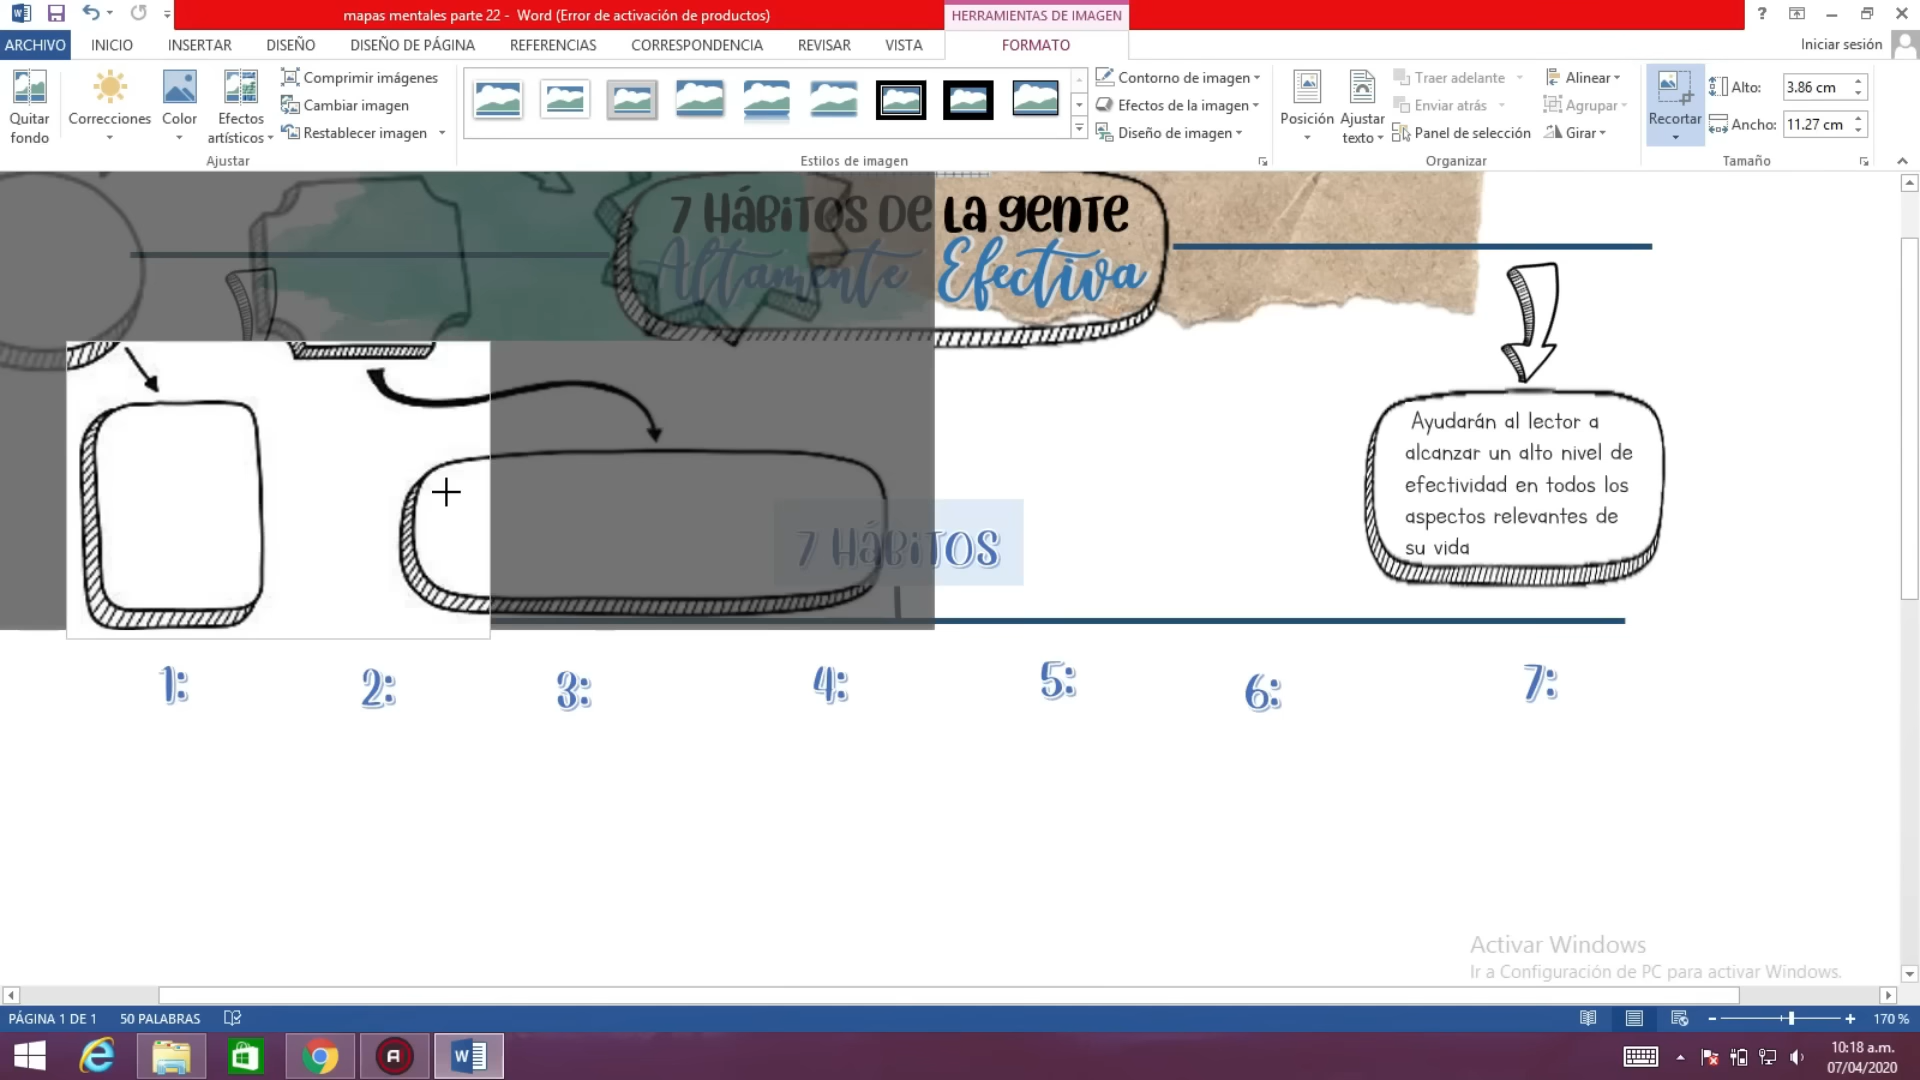 mapas mentales parte 22 - Word (Error de activación de productos)
HERRAMIENTAS DE IMAGEN
ARCHIVO
INICIO
INSERTAR
DISEÑO
DISEÑO DE PÁGINA
REFERENCIAS
CORRESPONDENCIA
REVISAR
VISTA
FORMATO
Iniciar sesión
Quitar fondo
Correcciones
Color
Efectos artísticos
Comprimir imágenes
Cambiar imagen
Restablecer imagen
Ajustar
Estilos de imagen
Contorno de imagen
Efectos de la imagen
Diseño de imagen
Posición
Ajustar texto
Traer adelante
Enviar atrás
Panel de selección
Alinear
Agrupar
Girar
Organizar
Recortar
Alto:
3.86 cm
Ancho:
11.27 cm
Tamaño
7 HÁBiTOS DE LA gENTE
Altamente Efectiva
Ayudarán al lector a
alcanzar un alto nivel de
efectividad en todos los
aspectos relevantes de
su vida
7 HÁBiTOS
1:
2:
3:
4:
5:
6:
7:
Activar Windows
Ir a Configuración de PC para activar Windows.
PÁGINA 1 DE 1
50 PALABRAS
170 %
10:18 a.m.
07/04/2020